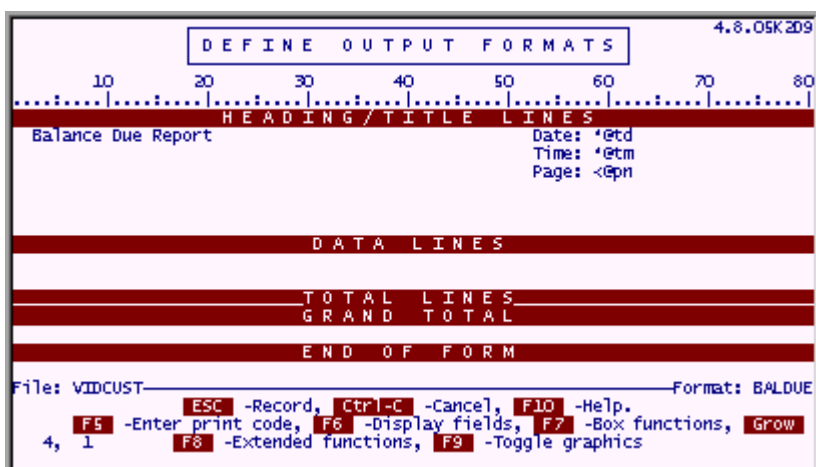 4.8.05K2D9
DEFINE OUTPUT FORMATS
10 20 30 40 50 60 70 80
....:....|....:....|....:....|....:....|....:....|....:....|....:....|....:....|
HEADING/TITLE LINES
Balance Due Report Date: '@td
Time: '@tm
Page: <@pn
DATA LINES
TOTAL LINES
GRAND TOTAL
END OF FORM
File: VIDCUST Format: BALDUE
ESC -Record, Ctrl-C -Cancel, F10 -Help.
F5 -Enter print code, F6 -Display fields, F7 -Box functions, Grow
4, 1 F8 -Extended functions, F9 -Toggle graphics